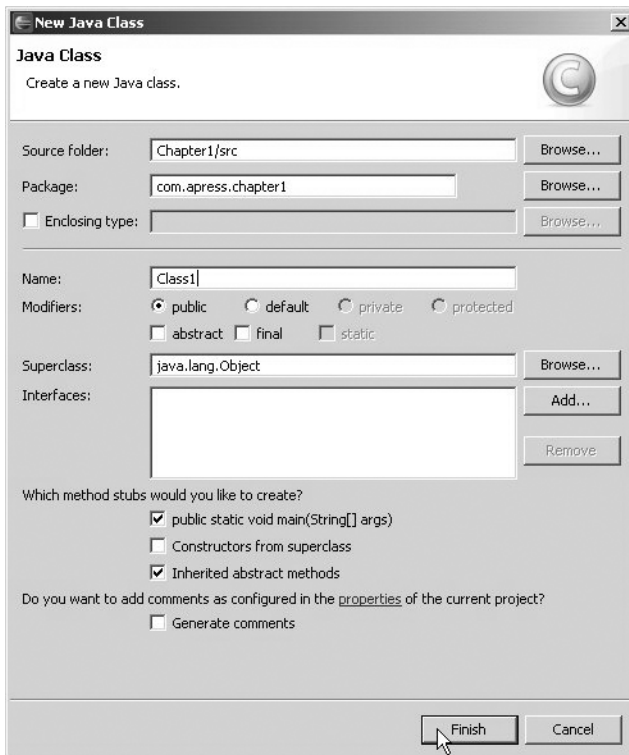 New Java Class
Java Class
Create a new Java class.
C
Source folder: Chapter1/src Browse...
Package: com.apress.chapter1 Browse...
Enclosing type: Browse...
Name: Class1
Modifiers: public default private protected
abstract final static
Superclass: java.lang.Object Browse...
Interfaces: Add...
Remove
Which method stubs would you like to create?
public static void main(String[] args)
Constructors from superclass
Inherited abstract methods
Do you want to add comments as configured in the properties of the current project?
Generate comments
Finish Cancel